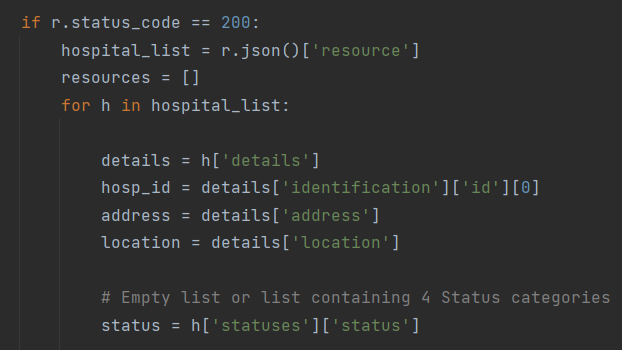 if r.status_code == 200:
    hospital_list = r.json()['resource']
    resources = []
    for h in hospital_list:

        details = h['details']
        hosp_id = details['identification']['id'][0]
        address = details['address']
        location = details['location']

        # Empty list or list containing 4 Status categories
        status = h['statuses']['status']